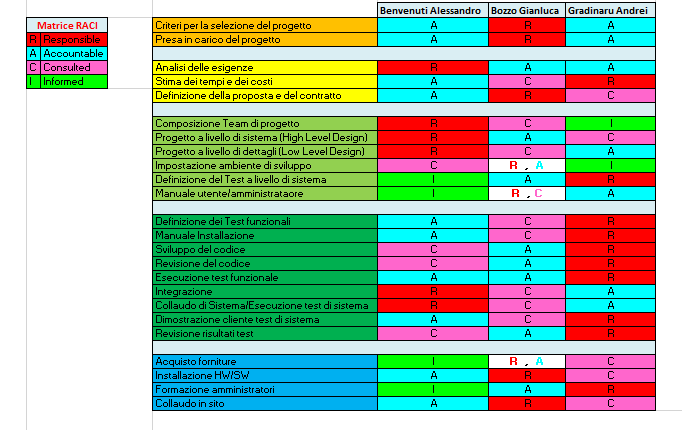 Benvenuti Alessandro Bozzo Gianluca Gradinaru Andrei
Matrice RACI
R Responsible
A Accountable
C Consulted
I Informed
Criteri per la selezione del progetto A R A
Presa in carico del progetto A R A
Analisi delle esigenze R A A
Stima dei tempi e dei costi A C R
Definizione della proposta e del contratto A R C
Composizione Team di progetto R C I
Progetto a livello di sistema (High Level Design) R A C
Progetto a livello di dettagli (Low Level Design) R C A
Impostazione ambiente di sviluppo C R , A I
Definizione del Test a livello di sistema I A R
Manuale utente/amministrataore I R , C A
Definizione dei Test funzionali A C R
Manuale Installazione A C R
Sviluppo del codice C A R
Revisione del codice C A R
Esecuzione test funzionale A A R
Integrazione R C A
Collaudo di Sistema/Esecuzione test di sistema R C A
Dimostrazione cliente test di sistema A C R
Revisione risultati test C A R
Acquisto forniture I R , A C
Installazione HW/SW A R C
Formazione amministratori I A R
Collaudo in sito A R C